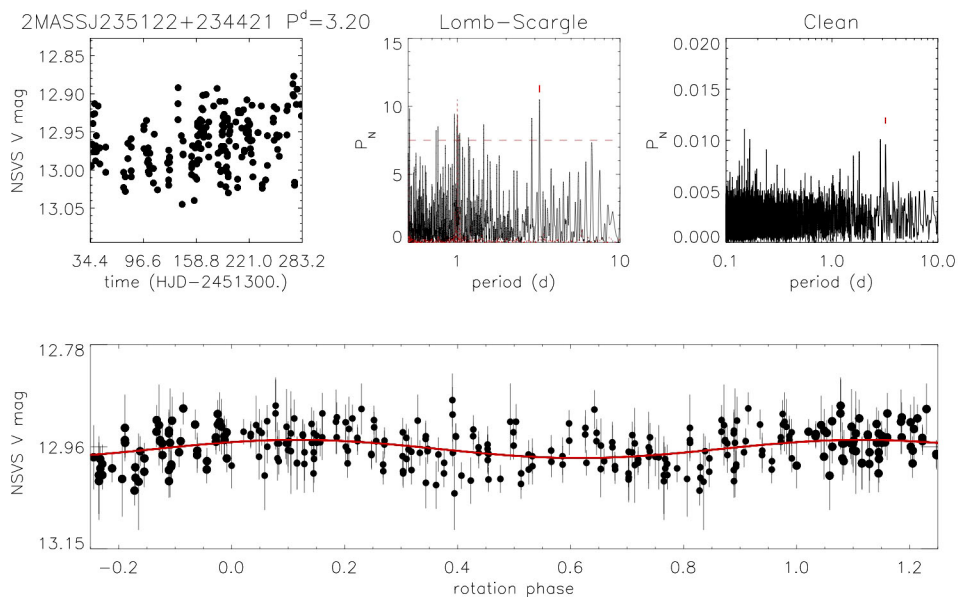 2MASSJ235122+234421 P^d=3.20
Lomb-Scargle
Clean
12.85
12.90
12.95
13.00
13.05
NSVS V mag
34.4 96.6 158.8 221.0 283.2
time (HJD-2451300.)
15
10
5
0
P_N
1 10
period (d)
0.020
0.015
0.010
0.005
0.000
P_N
0.1 1.0 10.0
period (d)
12.78
12.96
13.15
NSVS V mag
-0.2 0.0 0.2 0.4 0.6 0.8 1.0 1.2
rotation phase